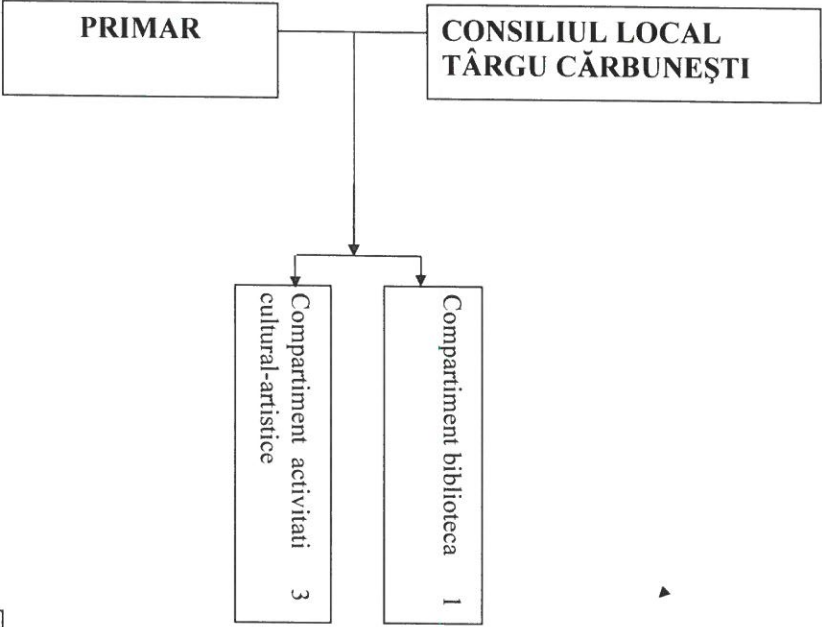 PRIMAR
CONSILIUL LOCAL
TÂRGU CĂRBUNEŞTI
Compartiment activitati 3
cultural-artistice
Compartiment biblioteca 1